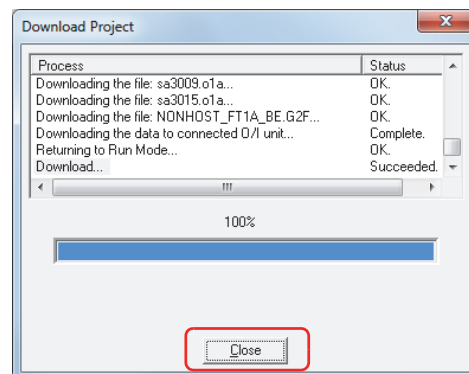 Download Project
Process Status
Downloading the file: sa3009.o1a... OK.
Downloading the file: sa3015.o1a... OK.
Downloading the file: NONHOST_FT1A_BE.G2F... OK.
Downloading the data to connected O/I unit... Complete.
Returning to Run Mode... OK.
Download... Succeeded.
100%
Close